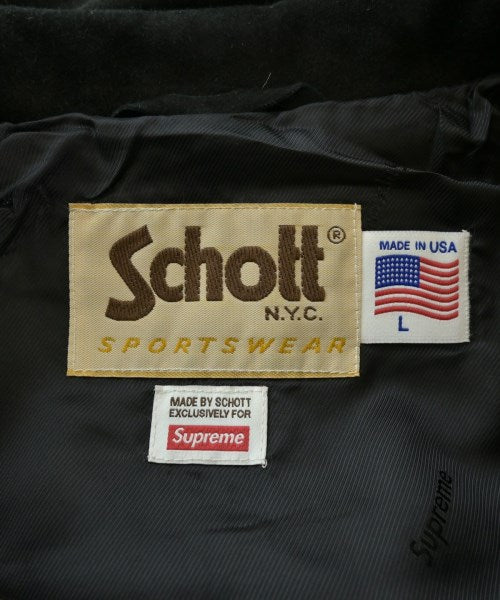 Schott®
N.Y.C.
SPORTSWEAR
MADE IN USA
L
MADE BY SCHOTT
EXCLUSIVELY FOR
Supreme
Supreme